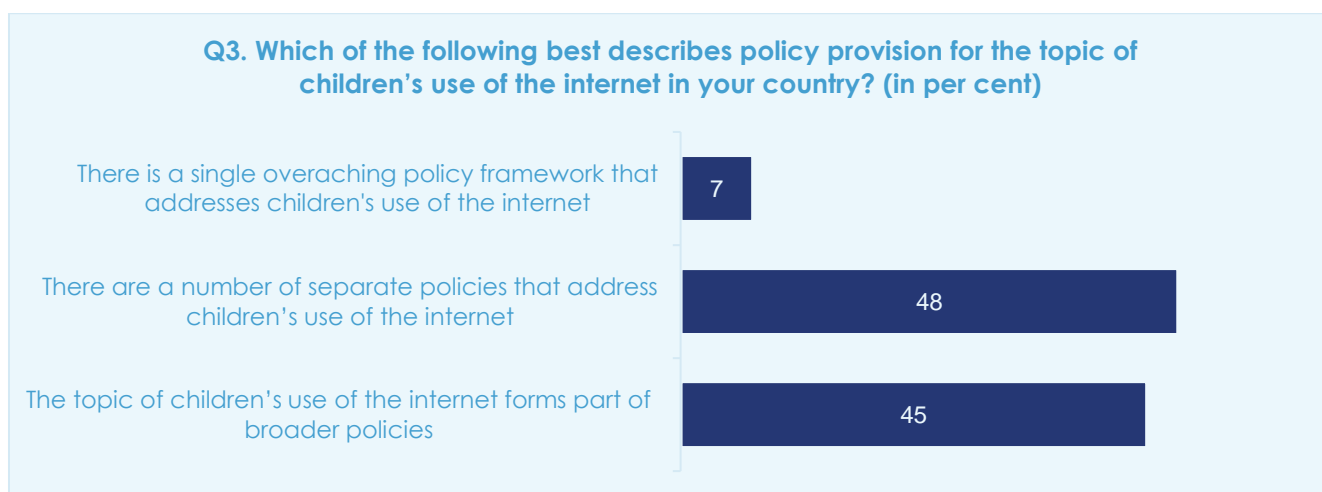 Q3. Which of the following best describes policy provision for the topic of
children’s use of the internet in your country? (in per cent)
There is a single overaching policy framework that
addresses children's use of the internet
7
There are a number of separate policies that address
children’s use of the internet
48
The topic of children’s use of the internet forms part of
broader policies
45